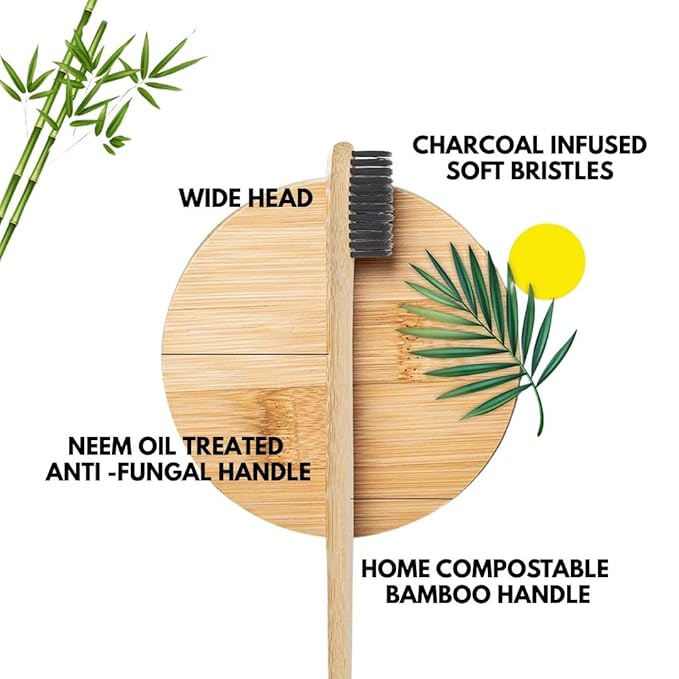 CHARCOAL INFUSED
SOFT BRISTLES
WIDE HEAD
NEEM OIL TREATED
ANTI -FUNGAL HANDLE
HOME COMPOSTABLE
BAMBOO HANDLE